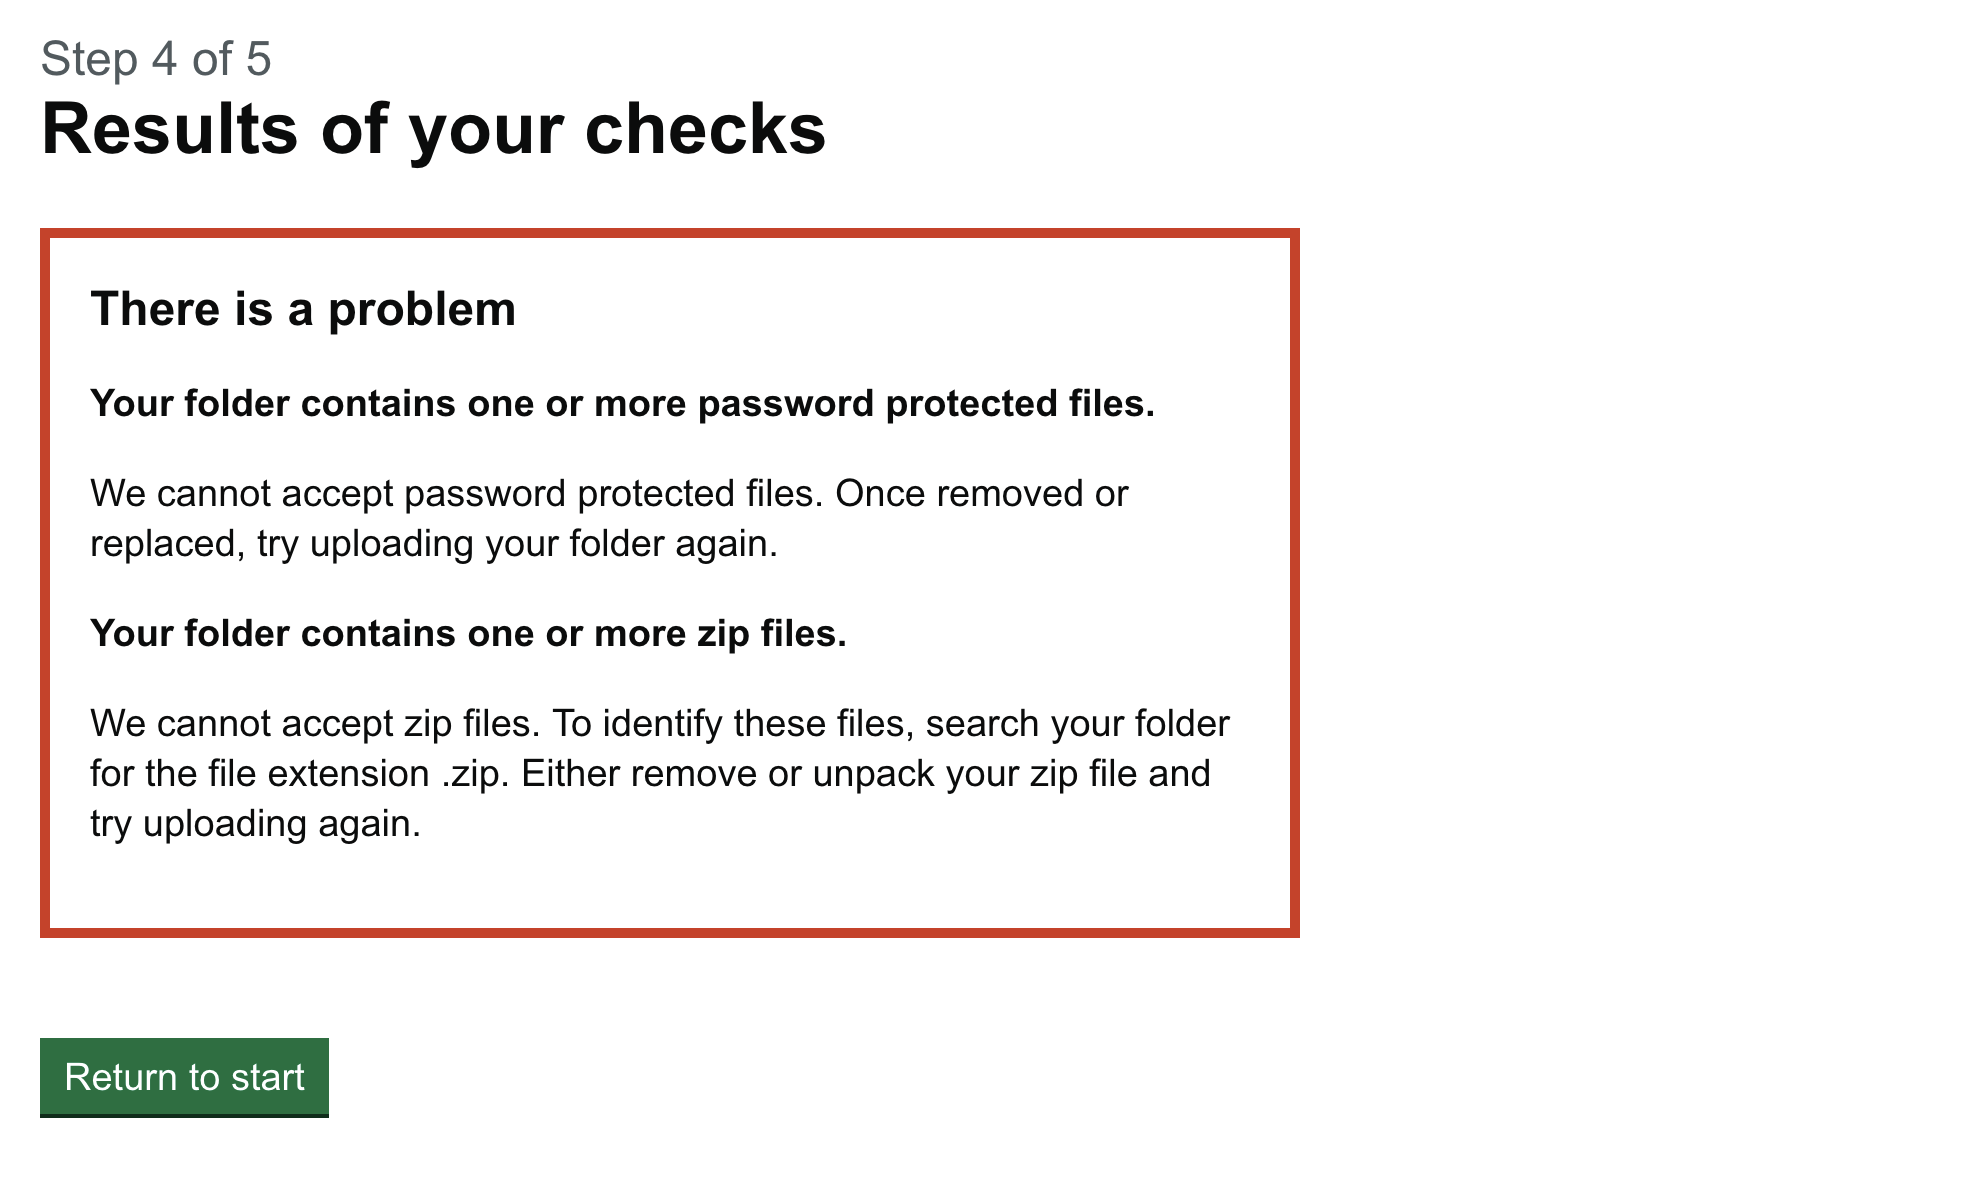 Step 4 of 5
Results of your checks
There is a problem
Your folder contains one or more password protected files.
We cannot accept password protected files. Once removed or
replaced, try uploading your folder again.
Your folder contains one or more zip files.
We cannot accept zip files. To identify these files, search your folder
for the file extension .zip. Either remove or unpack your zip file and
try uploading again.
Return to start